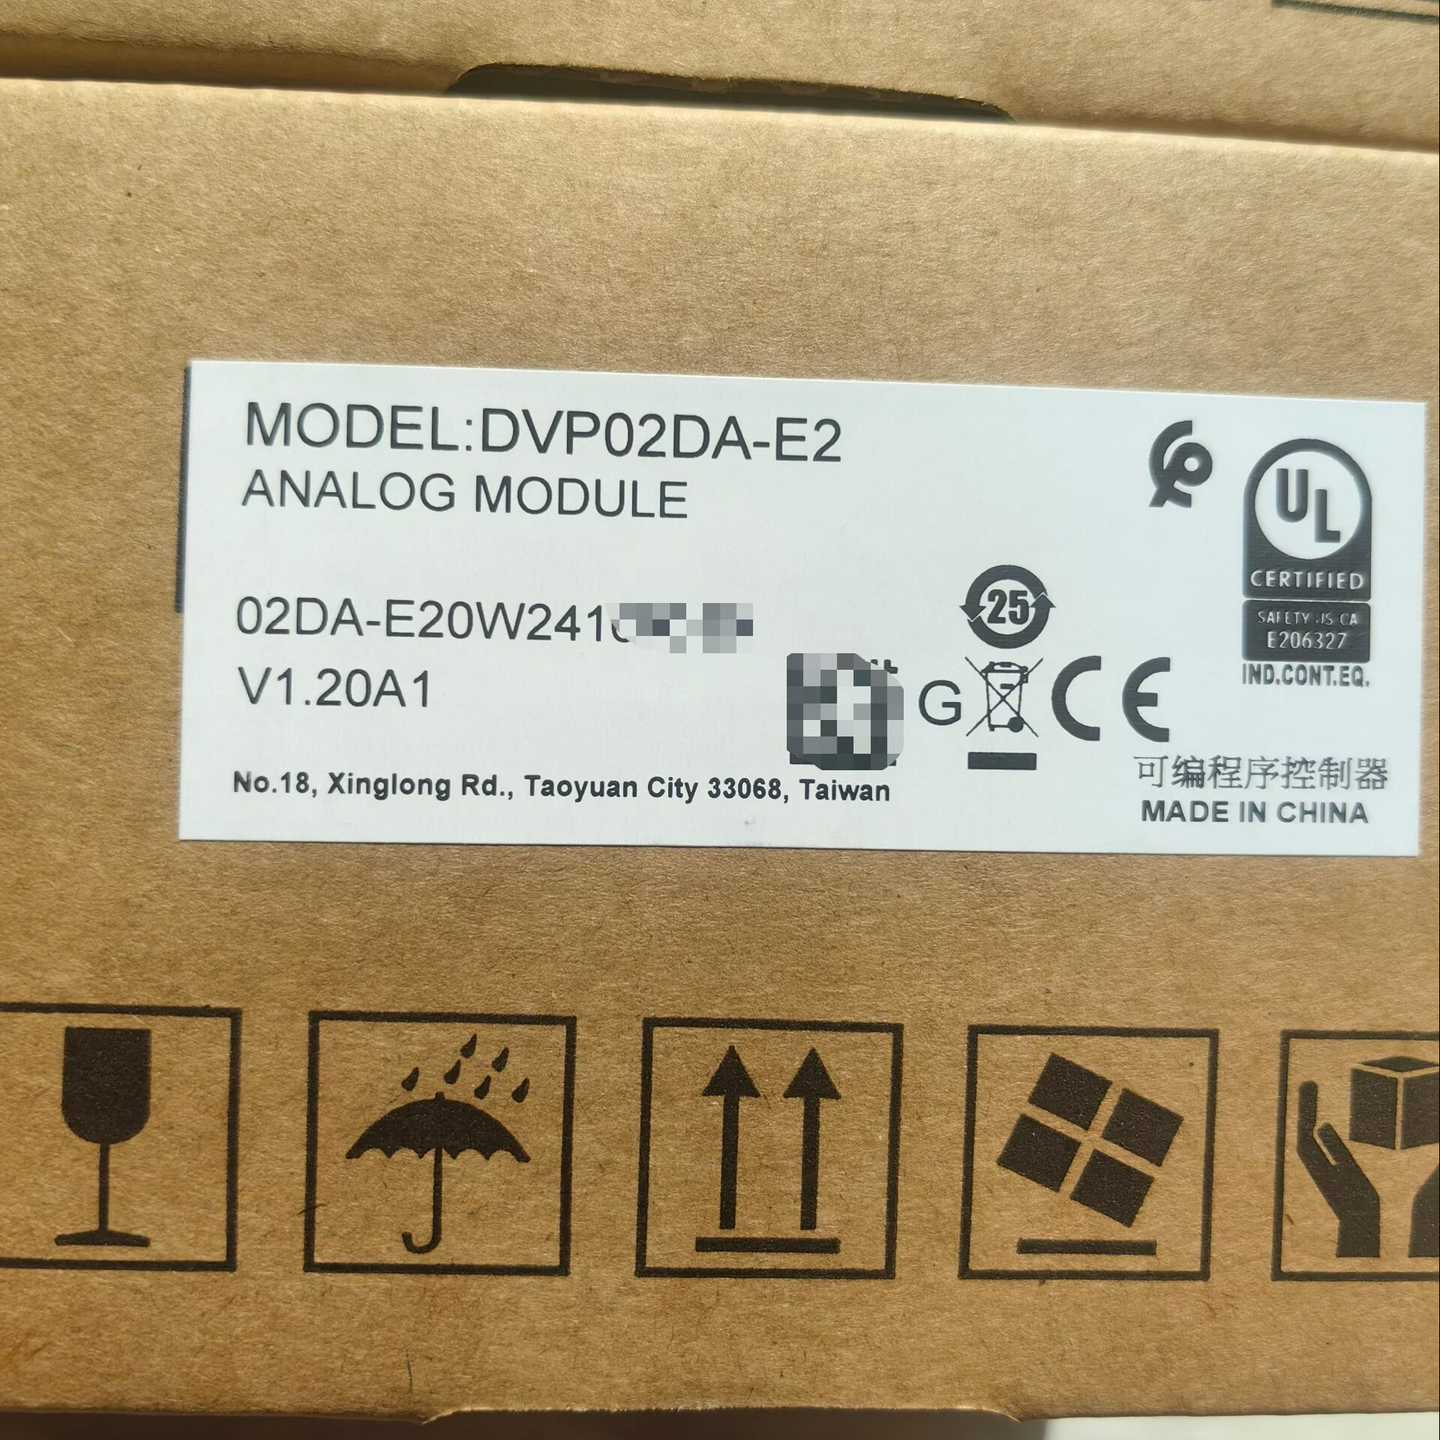 MODEL:DVP02DA-E2
ANALOG MODULE
02DA-E20W241
V1.20A1
No.18, Xinglong Rd., Taoyuan City 33068, Taiwan
25
G
CE
UL
CERTIFIED
SAFETY US CA
E206327
IND.CONT.EQ.
可编程序控制器
MADE IN CHINA